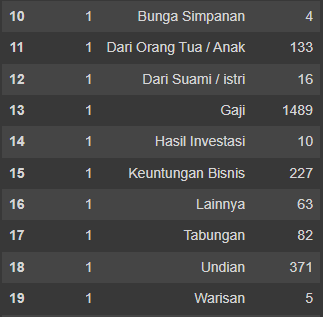 10 1 Bunga Simpanan 4
11 1 Dari Orang Tua / Anak 133
12 1 Dari Suami / istri 16
13 1 Gaji 1489
14 1 Hasil Investasi 10
15 1 Keuntungan Bisnis 227
16 1 Lainnya 63
17 1 Tabungan 82
18 1 Undian 371
19 1 Warisan 5